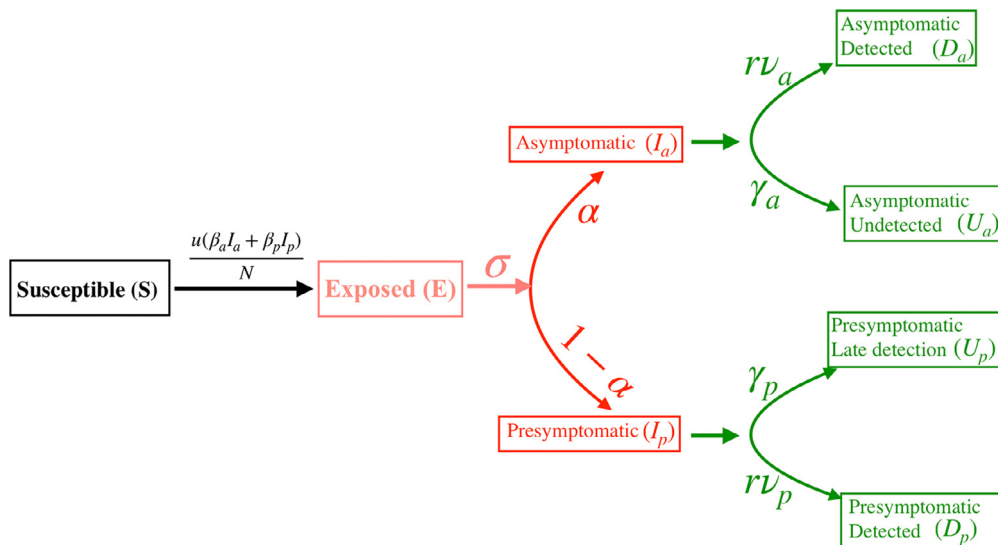 Susceptible (S)
u(β_a I_a + β_p I_p)
N
Exposed (E)
σ
α
1 − α
Asymptomatic (I_a)
Presymptomatic (I_p)
rν_a
γ_a
Asymptomatic
Detected (D_a)
Asymptomatic
Undetected (U_a)
γ_p
rν_p
Presymptomatic
Late detection (U_p)
Presymptomatic
Detected (D_p)